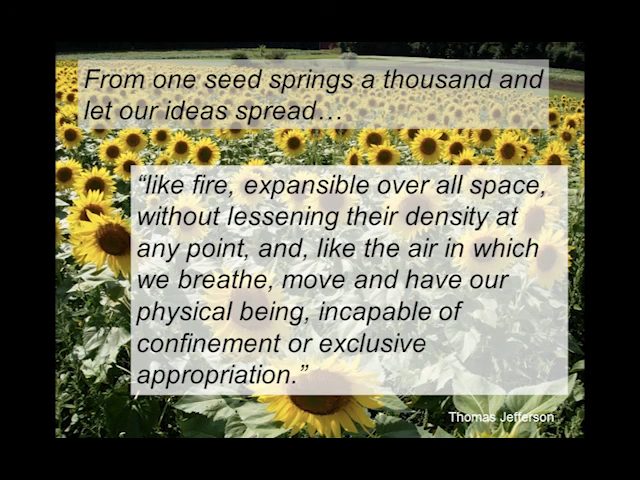 From one seed springs a thousand and
let our ideas spread…
“like fire, expansible over all space,
without lessening their density at
any point, and, like the air in which
we breathe, move and have our
physical being, incapable of
confinement or exclusive
appropriation.”
Thomas Jefferson